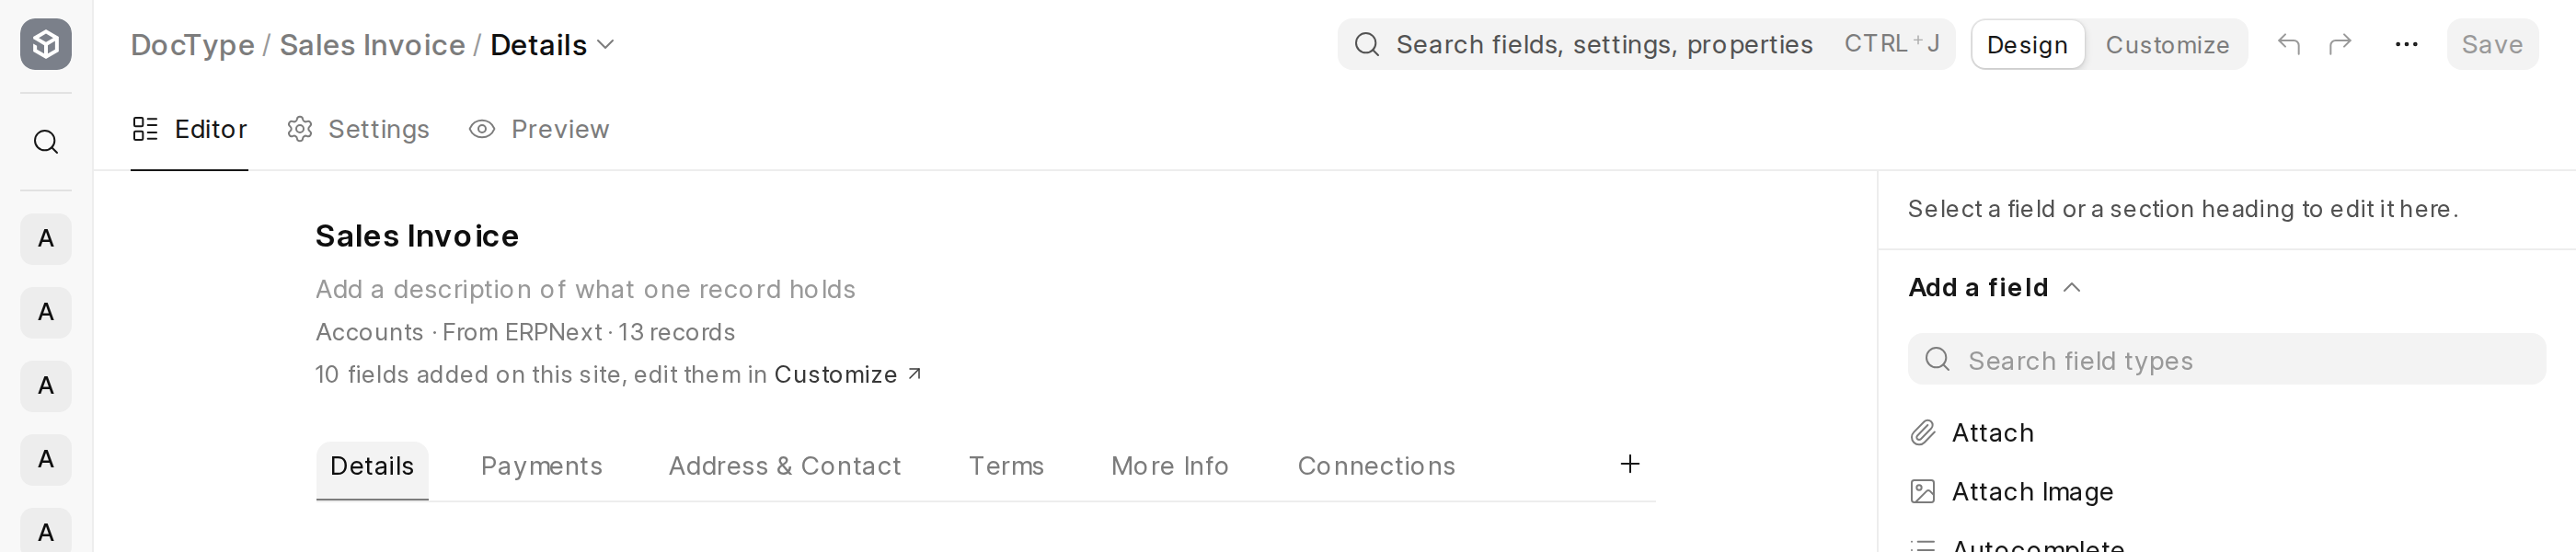 DocType / Sales Invoice / Details
Search fields, settings, properties CTRL+J
Design Customize
Save
Editor Settings Preview
Sales Invoice
Add a description of what one record holds
Accounts · From ERPNext · 13 records
10 fields added on this site, edit them in Customize ↗
Details Payments Address & Contact Terms More Info Connections +
Select a field or a section heading to edit it here.
Add a field
Search field types
Attach
Attach Image
Autocomplete
A
A
A
A
A